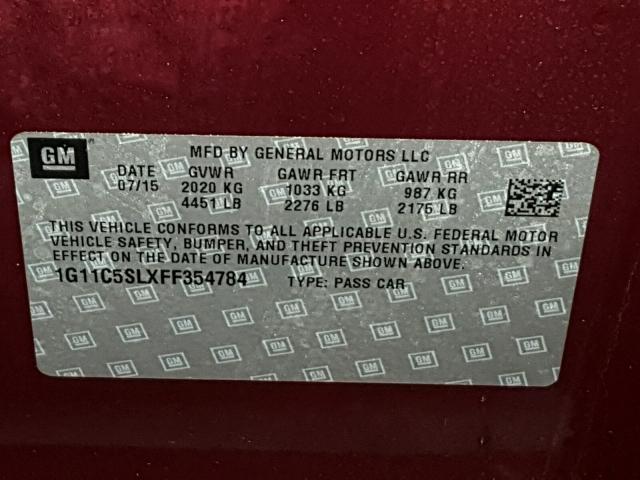 GM
MFD BY GENERAL MOTORS LLC
DATE GVWR GAWR FRT GAWR RR
07/15 2020 KG 1033 KG 987 KG
4451 LB 2276 LB 2175 LB
THIS VEHICLE CONFORMS TO ALL APPLICABLE U.S. FEDERAL MOTOR
VEHICLE SAFETY, BUMPER, AND THEFT PREVENTION STANDARDS IN
EFFECT ON THE DATE OF MANUFACTURE SHOWN ABOVE.
1G11C5SLXFF354784 TYPE: PASS CAR